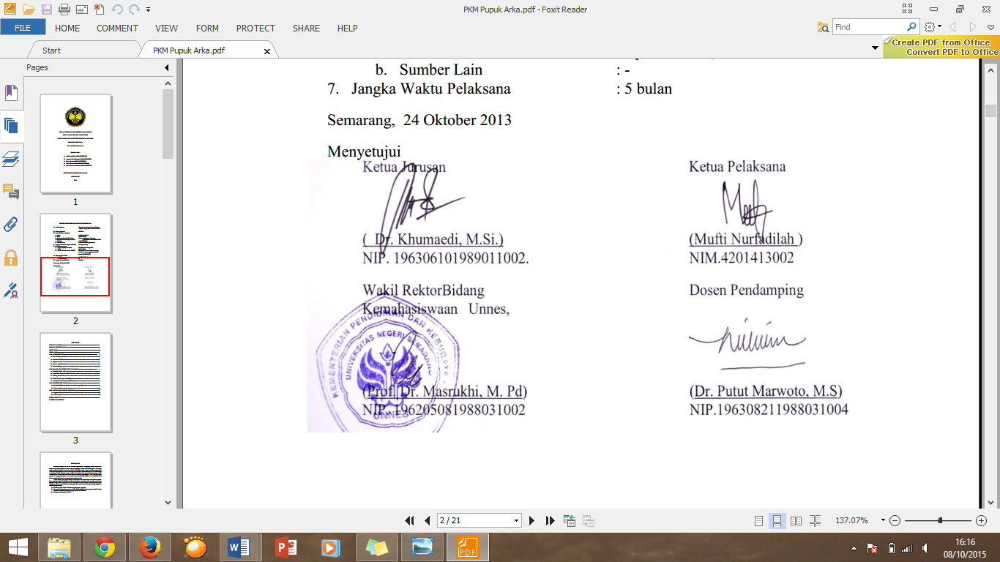 PKM Pupuk Arka.pdf - Foxit Reader
FILE HOME COMMENT VIEW FORM PROTECT SHARE HELP
Find
Start
PKM Pupuk Arka.pdf
Create PDF from Office
Convert PDF to Office
Pages
1
2
3
b. Sumber Lain : -
7. Jangka Waktu Pelaksana : 5 bulan
Semarang, 24 Oktober 2013
Menyetujui
Ketua Jurusan
Ketua Pelaksana
( Dr. Khumaedi, M.Si.)
(Mufti Nurfadilah )
NIP. 196306101989011002.
NIM.4201413002
Wakil RektorBidang
Dosen Pendamping
Kemahasiswaan Unnes,
KEMENTERIAN PENDIDIKAN DAN
UNIVERSITAS NEGERI SEMARANG
UNNES
(Prof. Dr. Masrukhi, M. Pd)
(Dr. Putut Marwoto, M.S)
NIP. 196205081988031002
NIP.196308211988031004
2 / 21
137.07%
PDF
16:16
08/10/2015